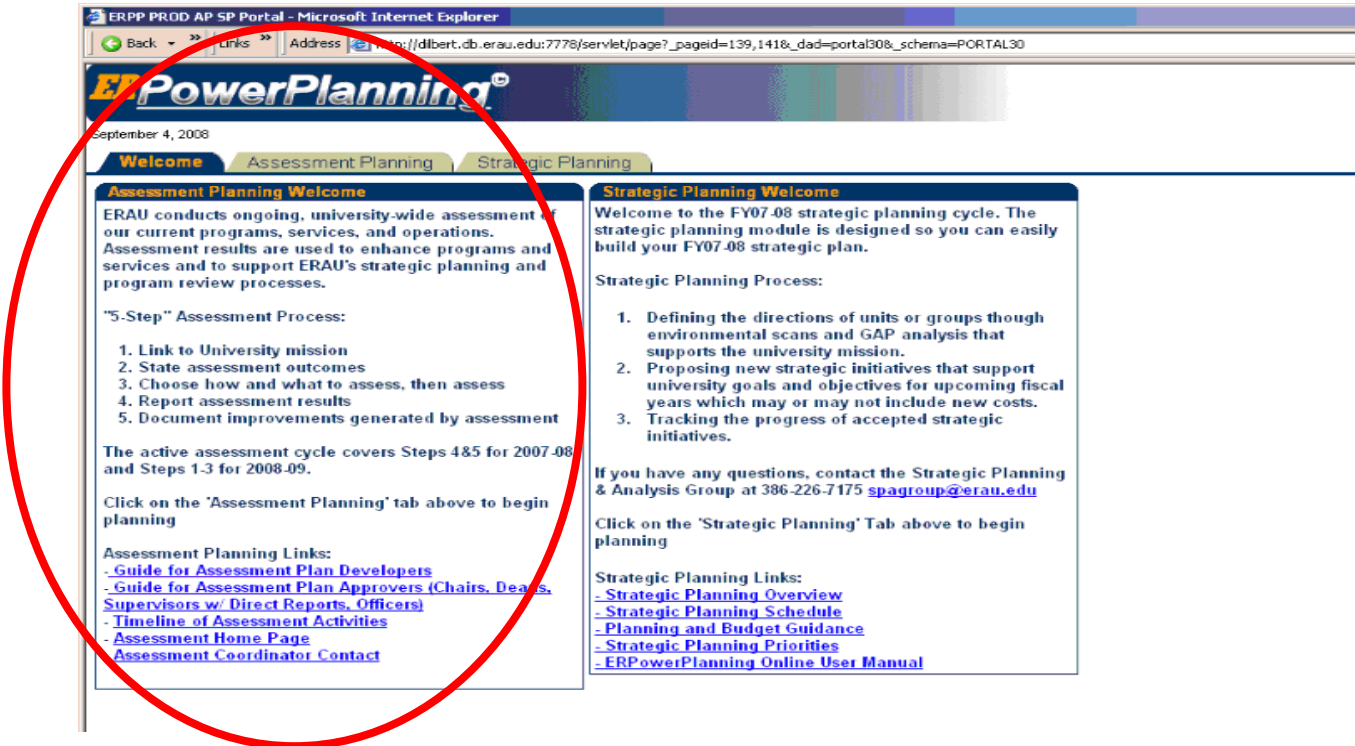 ERPP PROD AP SP Portal - Microsoft Internet Explorer
Back Links » Address http://dilbert.db.erau.edu:7778/servlet/page?_pageid=139,141&_dad=portal30&_schema=PORTAL30
ERPowerPlanning©
September 4, 2008
Welcome Assessment Planning Strategic Planning
Assessment Planning Welcome
ERAU conducts ongoing, university-wide assessment of
our current programs, services, and operations.
Assessment results are used to enhance programs and
services and to support ERAU's strategic planning and
program review processes.
"5-Step" Assessment Process:
1. Link to University mission
2. State assessment outcomes
3. Choose how and what to assess, then assess
4. Report assessment results
5. Document improvements generated by assessment
The active assessment cycle covers Steps 4&5 for 2007-08
and Steps 1-3 for 2008-09.
Click on the 'Assessment Planning' tab above to begin
planning
Assessment Planning Links:
- Guide for Assessment Plan Developers
- Guide for Assessment Plan Approvers (Chairs, Deans,
Supervisors w/ Direct Reports, Officers)
- Timeline of Assessment Activities
- Assessment Home Page
- Assessment Coordinator Contact
Strategic Planning Welcome
Welcome to the FY07-08 strategic planning cycle. The
strategic planning module is designed so you can easily
build your FY07-08 strategic plan.
Strategic Planning Process:
1. Defining the directions of units or groups though
environmental scans and GAP analysis that
supports the university mission.
2. Proposing new strategic initiatives that support
university goals and objectives for upcoming fiscal
years which may or may not include new costs.
3. Tracking the progress of accepted strategic
initiatives.
If you have any questions, contact the Strategic Planning
& Analysis Group at 386-226-7175 spagroup@erau.edu
Click on the 'Strategic Planning' Tab above to begin
planning
Strategic Planning Links:
- Strategic Planning Overview
- Strategic Planning Schedule
- Planning and Budget Guidance
- Strategic Planning Priorities
- ERPowerPlanning Online User Manual